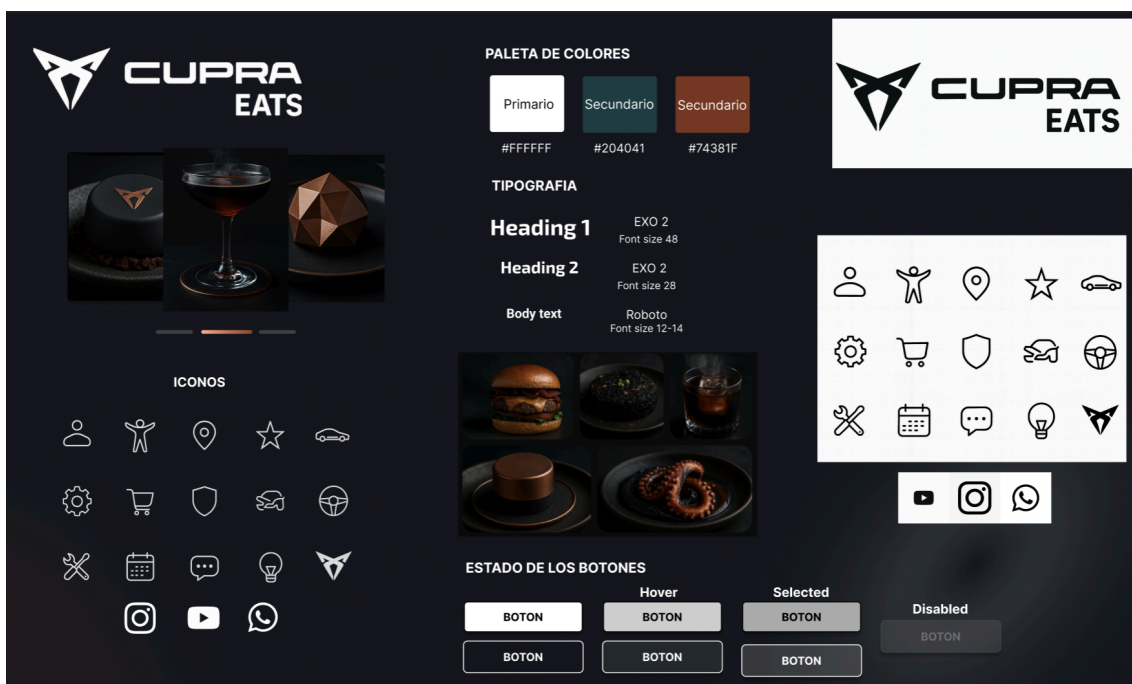 CUPRA
EATS
ICONOS
PALETA DE COLORES
Primario
Secundario
Secundario
#FFFFFF
#204041
#74381F
TIPOGRAFIA
Heading 1
EXO 2
Font size 48
Heading 2
EXO 2
Font size 28
Body text
Roboto
Font size 12-14
ESTADO DE LOS BOTONES
Hover
Selected
Disabled
BOTON
BOTON
BOTON
BOTON
BOTON
BOTON
BOTON
CUPRA
EATS